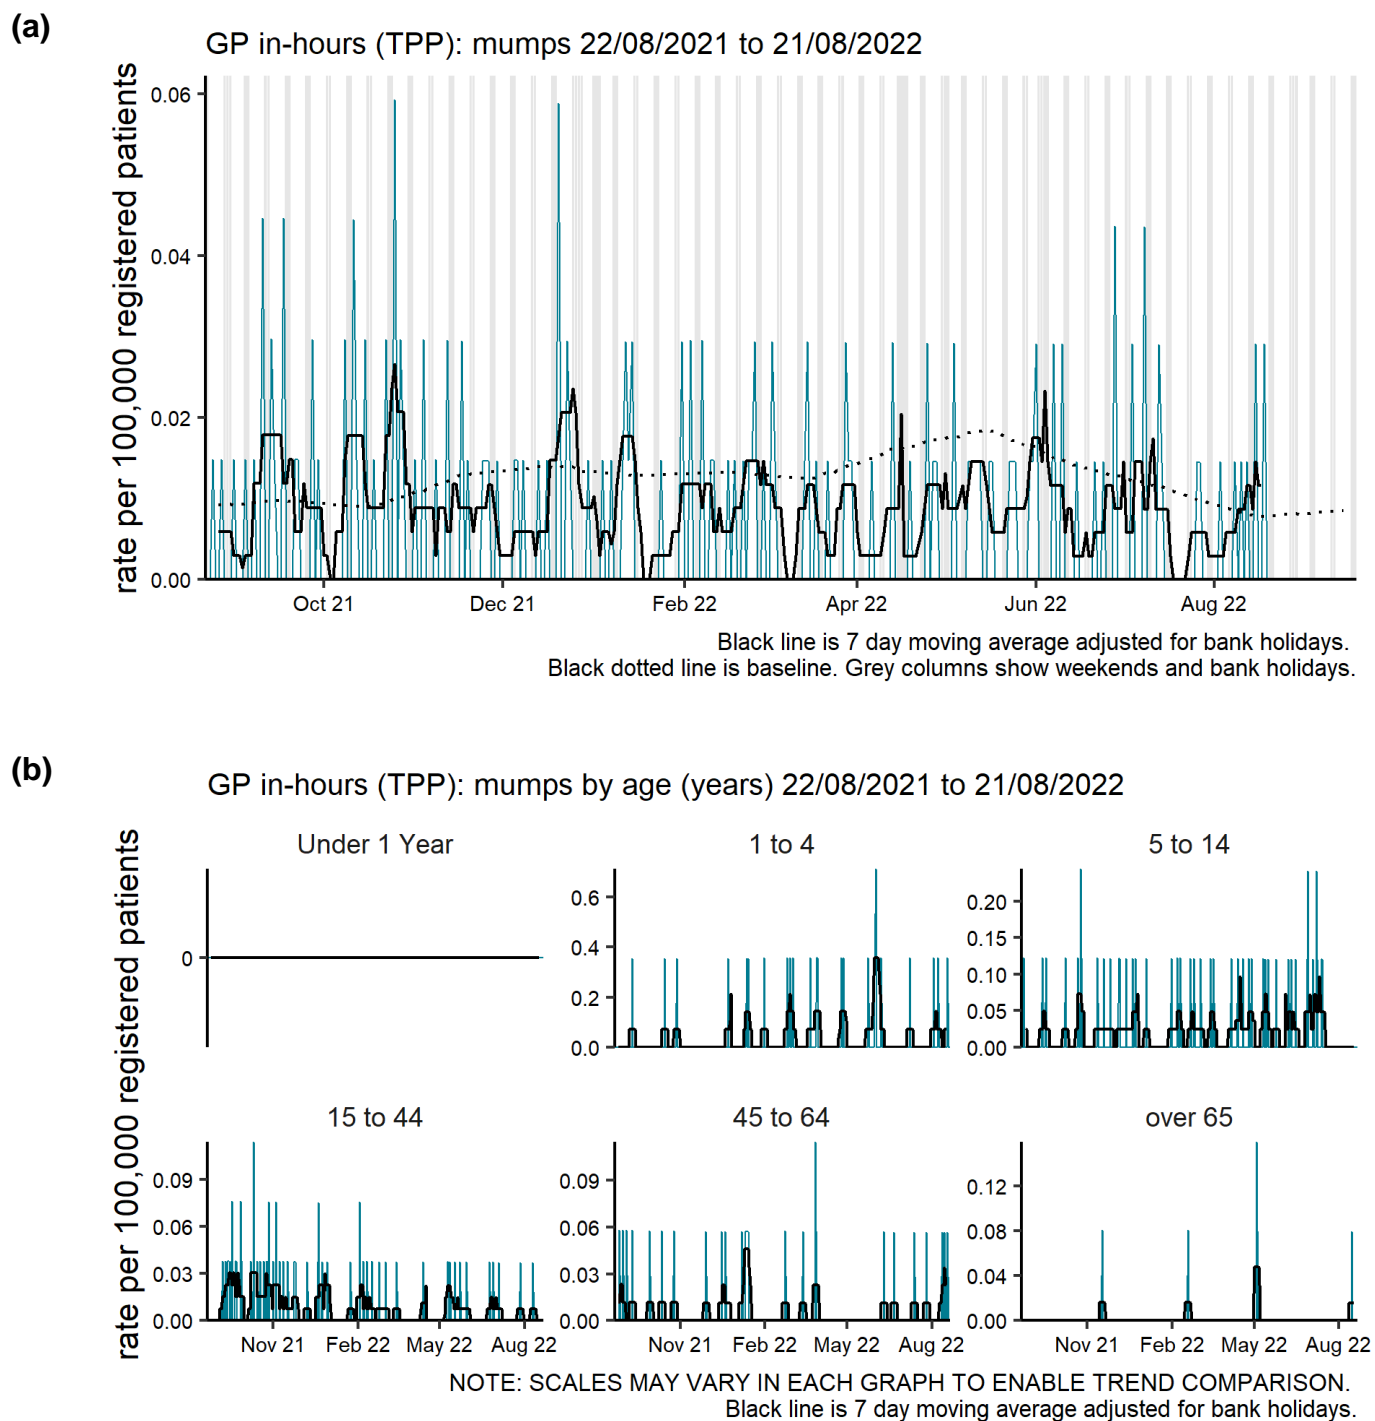 (a)
GP in-hours (TPP): mumps 22/08/2021 to 21/08/2022
rate per 100,000 registered patients
0.06
0.04
0.02
0.00
Oct 21
Dec 21
Feb 22
Apr 22
Jun 22
Aug 22
Black line is 7 day moving average adjusted for bank holidays.
Black dotted line is baseline. Grey columns show weekends and bank holidays.
(b)
GP in-hours (TPP): mumps by age (years) 22/08/2021 to 21/08/2022
rate per 100,000 registered patients
Under 1 Year
0
1 to 4
0.6
0.4
0.2
0.0
5 to 14
0.20
0.15
0.10
0.05
0.00
15 to 44
0.09
0.06
0.03
0.00
Nov 21
Feb 22
May 22
Aug 22
45 to 64
0.09
0.06
0.03
0.00
Nov 21
Feb 22
May 22
Aug 22
over 65
0.12
0.08
0.04
0.00
Nov 21
Feb 22
May 22
Aug 22
NOTE: SCALES MAY VARY IN EACH GRAPH TO ENABLE TREND COMPARISON.
Black line is 7 day moving average adjusted for bank holidays.